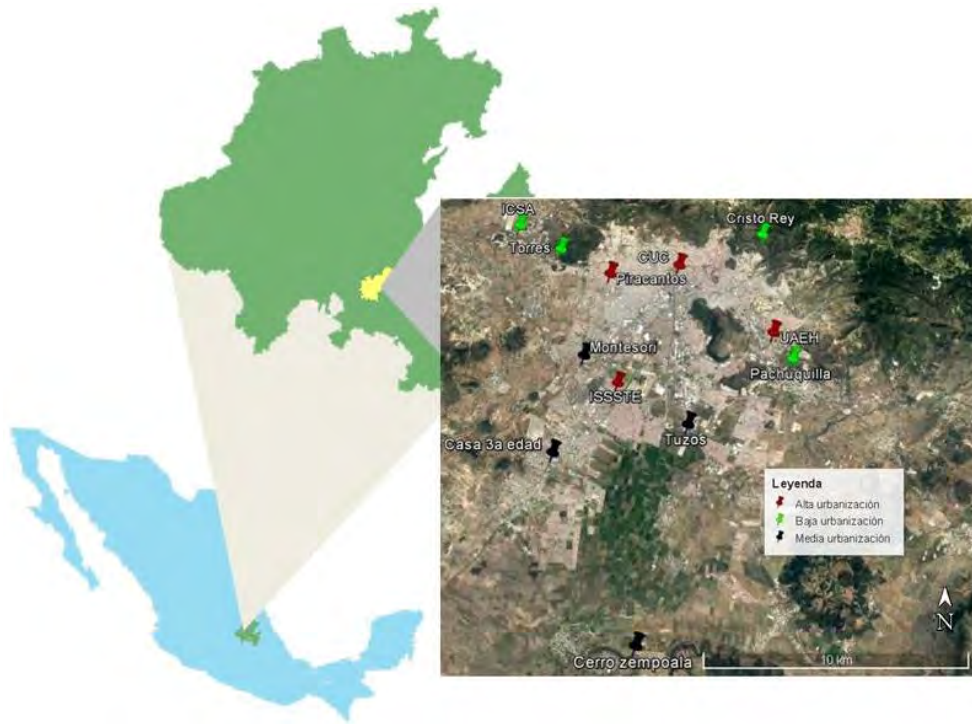 ICSA
Cristo Rey
Torres
CUC
Piracantos
UAEH
Montesori
Pachuquilla
ISSSTE
Tuzos
Casa 3a edad
Leyenda
Alta urbanización
Baja urbanización
Media urbanización
N
Cerro zempoala
10 km